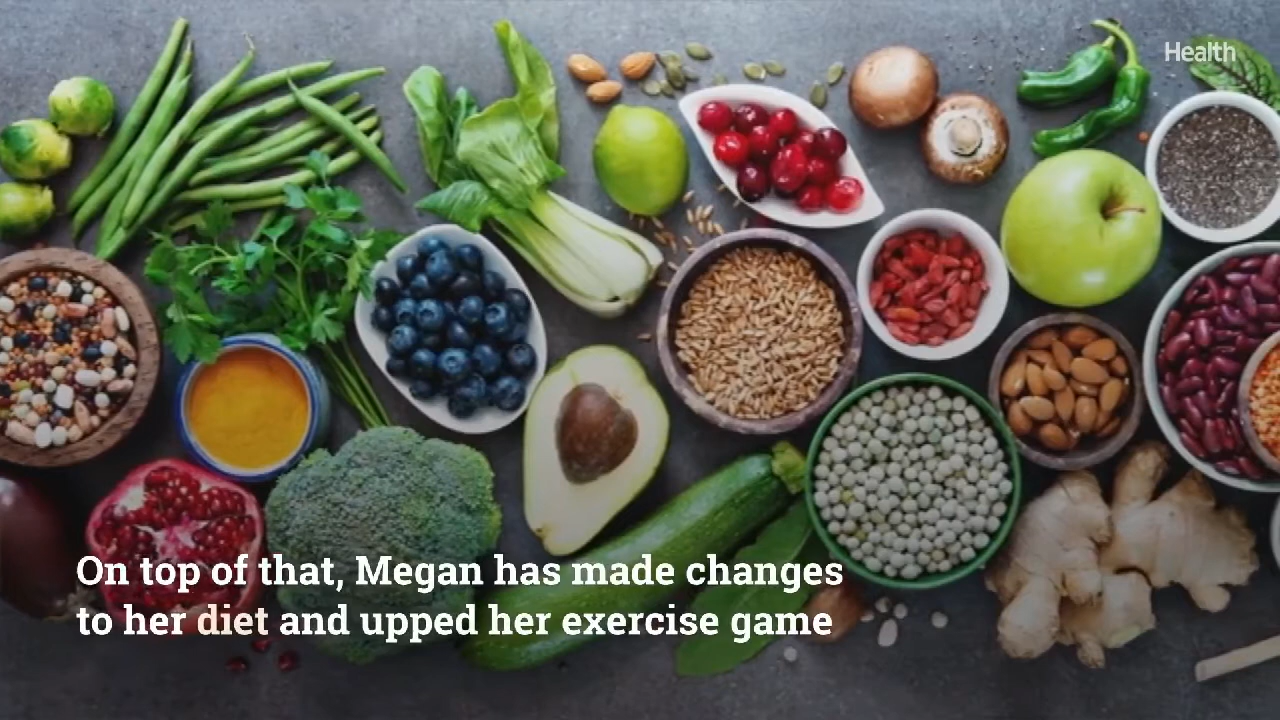 Health
On top of that, Megan has made changes
to her diet and upped her exercise game